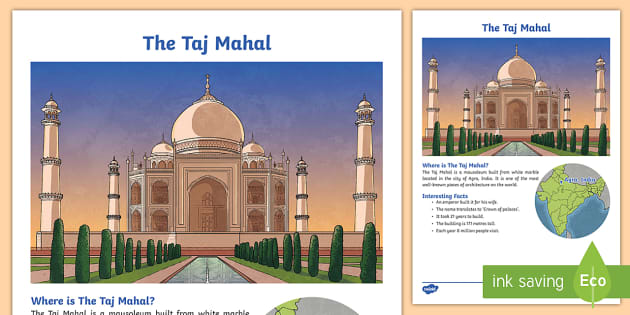 The Taj Mahal
Where is The Taj Mahal?
The Taj Mahal is a mausoleum built from white marble
The Taj Mahal
Where is The Taj Mahal?
The Taj Mahal is a mausoleum built from white marble
located in the city of Agra, India. It is one of the most
well-known pieces of architecture on the world.
Interesting Facts
• An emperor built it for his wife.
• The name translates to 'Crown of palaces'.
• It took 21 years to build.
• The building is 171 metres tall.
• Each year 8 million people visit.
Agra, India
twinkl
ink saving
Eco